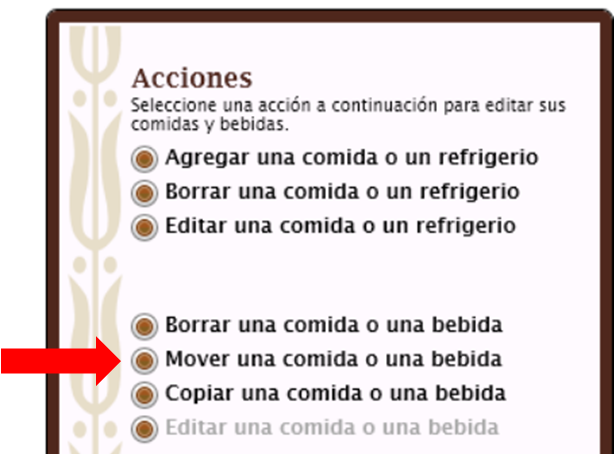 Acciones
Seleccione una acción a continuación para editar sus
comidas y bebidas.
Agregar una comida o un refrigerio
Borrar una comida o un refrigerio
Editar una comida o un refrigerio
Borrar una comida o una bebida
Mover una comida o una bebida
Copiar una comida o una bebida
Editar una comida o una bebida